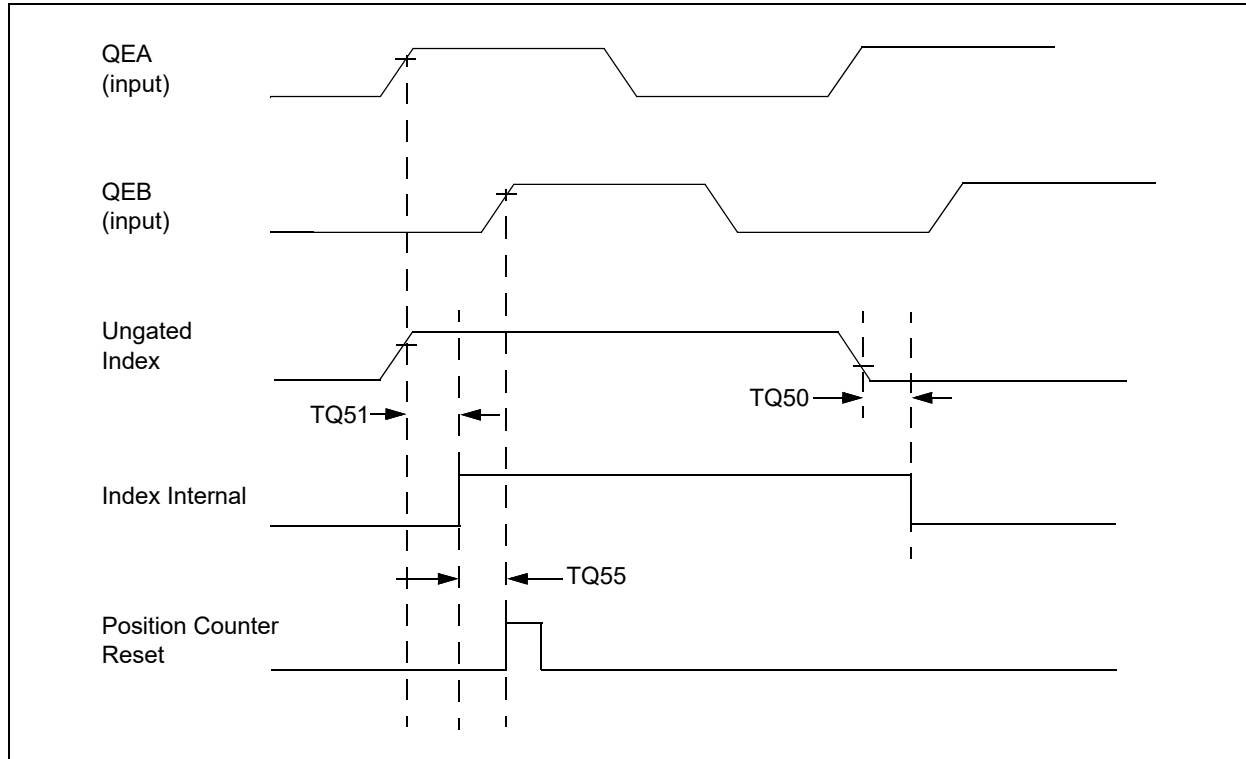 QEA
(input)
QEB
(input)
Ungated
Index
TQ51
TQ50
Index Internal
TQ55
Position Counter
Reset